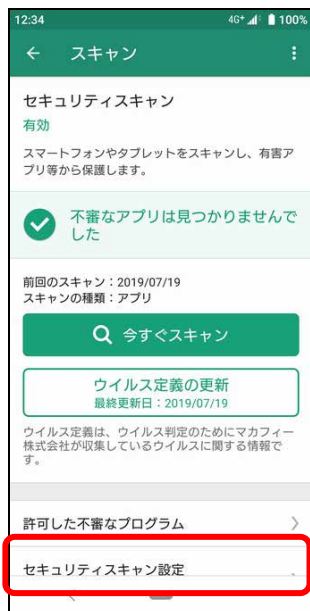 12:34 4G+ 100%
スキャン
セキュリティスキャン
有効
スマートフォンやタブレットをスキャンし、有害ア
プリ等から保護します。
不審なアプリは見つかりませんで
した
前回のスキャン：2019/07/19
スキャンの種類：アプリ
今すぐスキャン
ウイルス定義の更新
最終更新日：2019/07/19
ウイルス定義は、ウイルス判定のためにマカフィー
株式会社が収集しているウイルスに関する情報で
す。
許可した不審なプログラム
セキュリティスキャン設定